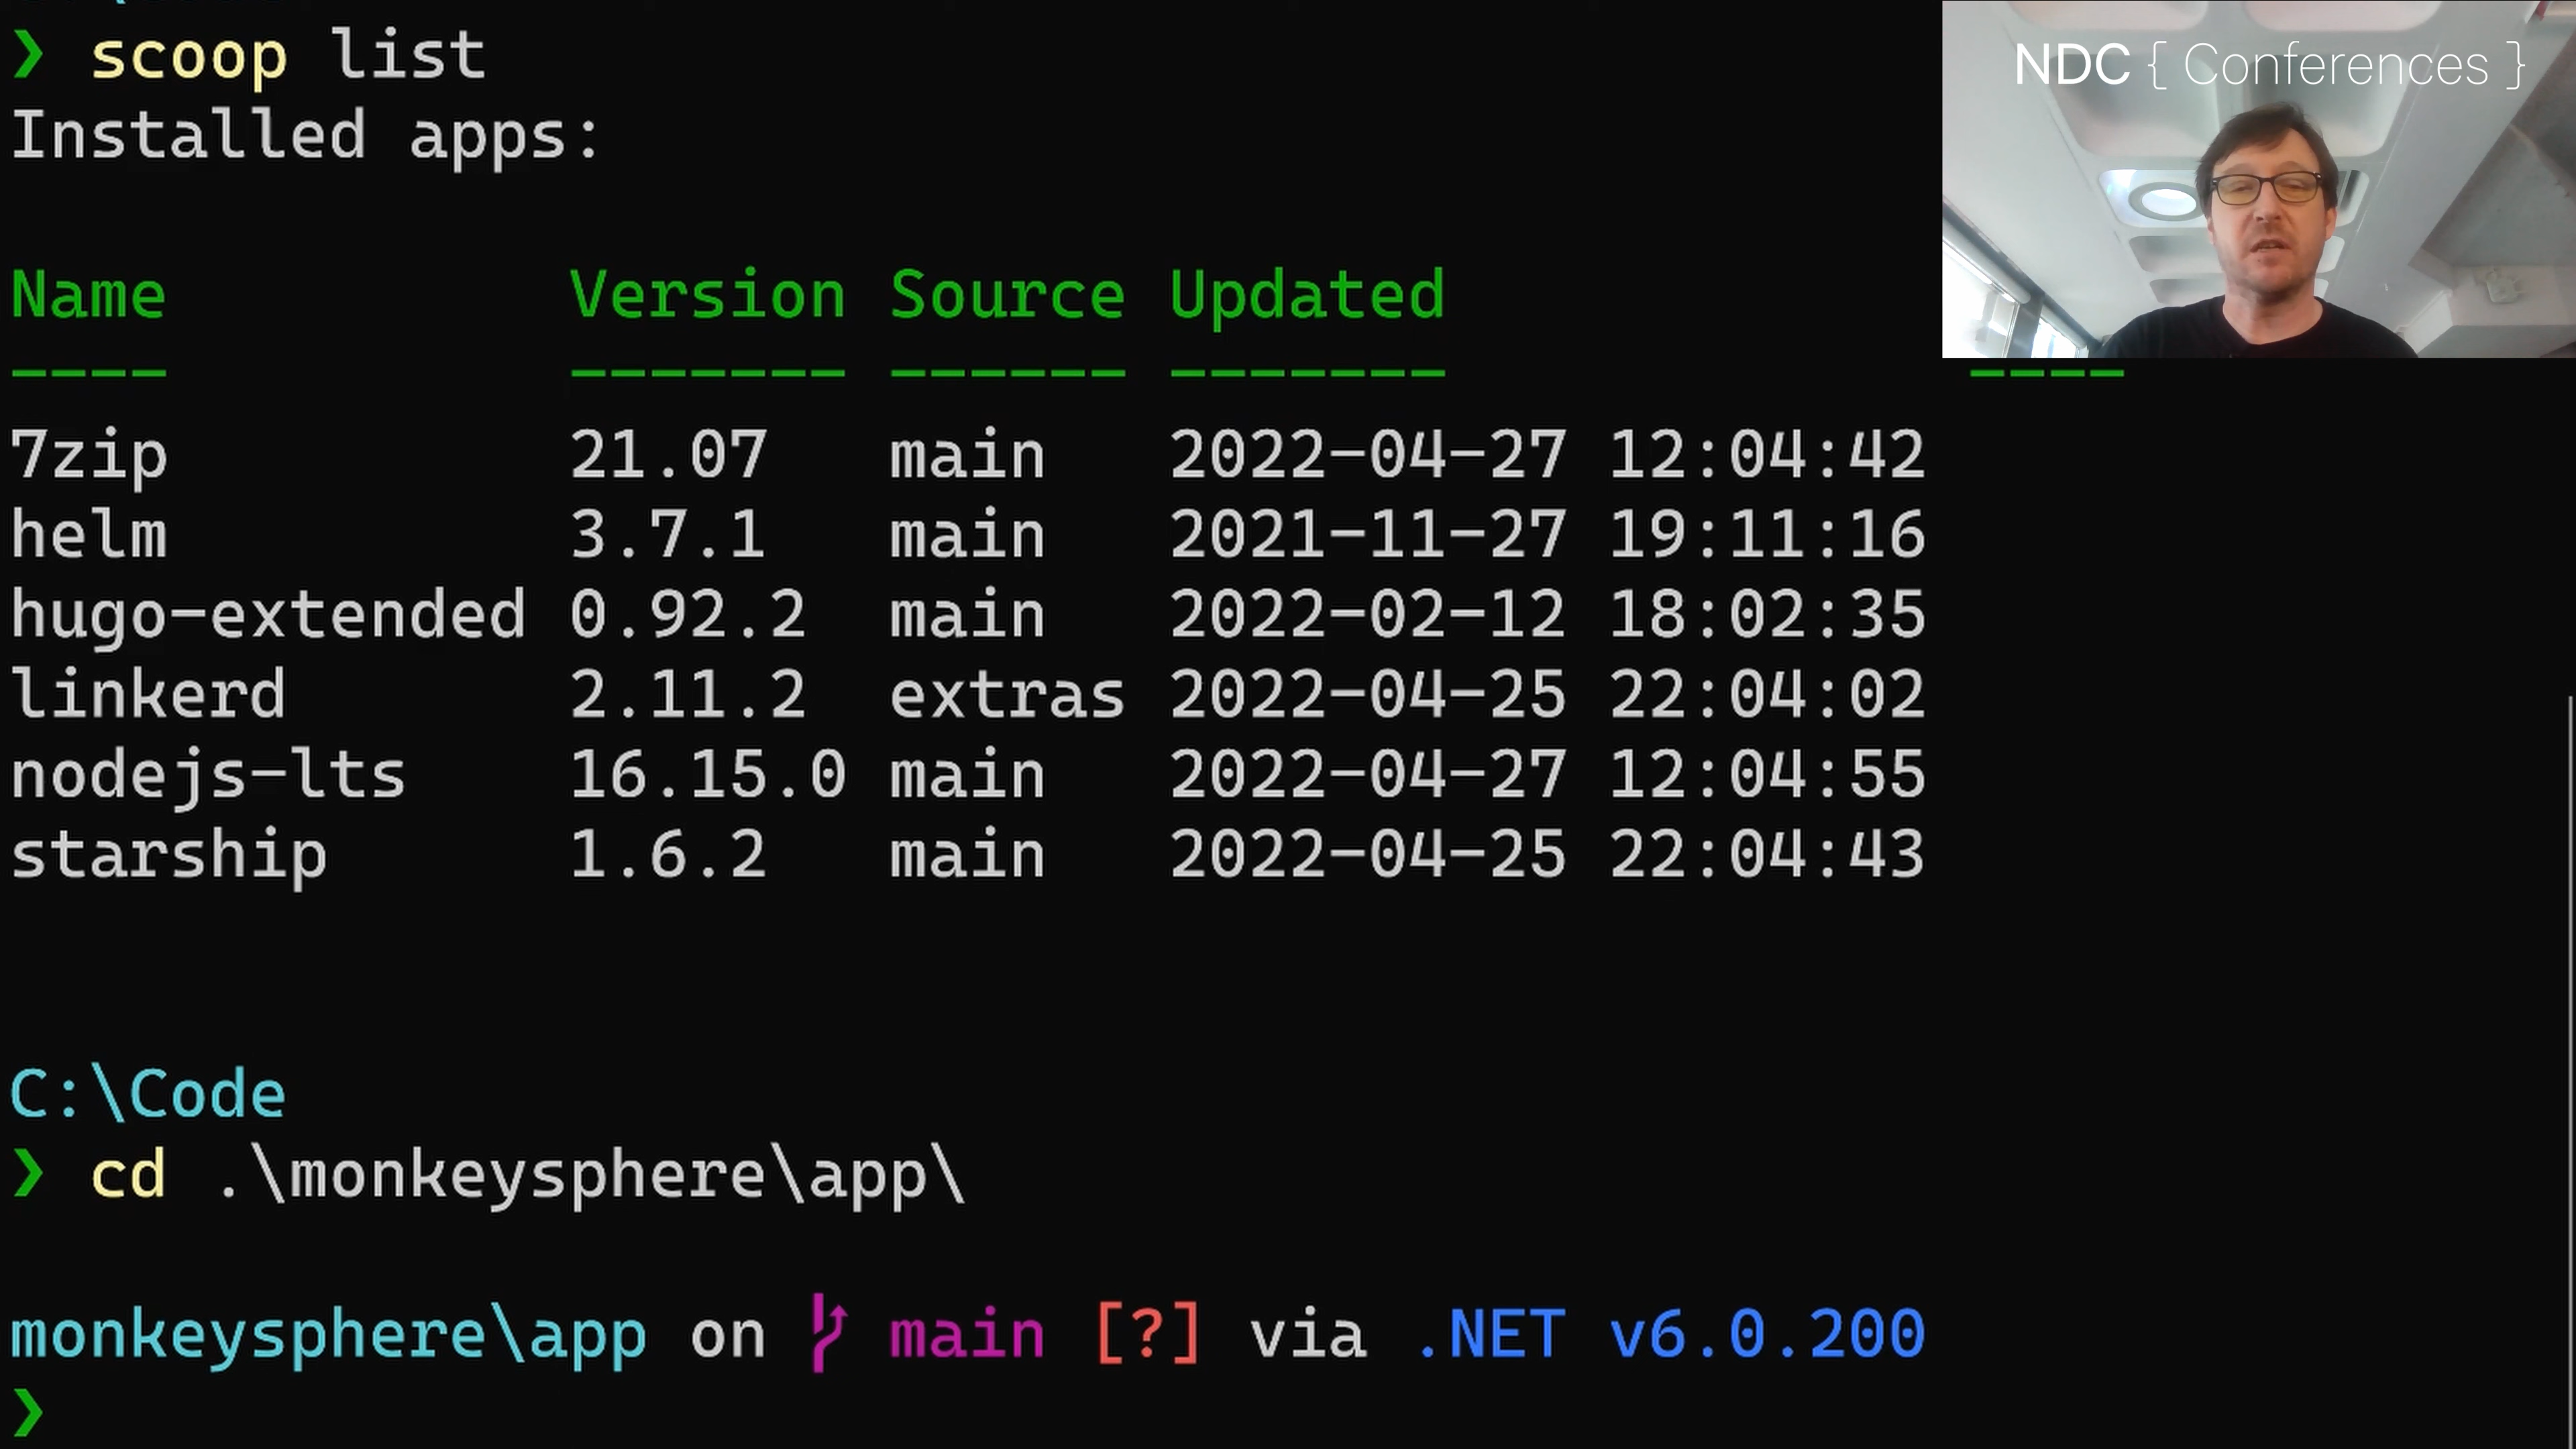 ❯ scoop list
NDC { Conferences }
Installed apps:
Name Version Source Updated
---- ------- ------ ------- ----
7zip 21.07 main 2022-04-27 12:04:42
helm 3.7.1 main 2021-11-27 19:11:16
hugo-extended 0.92.2 main 2022-02-12 18:02:35
linkerd 2.11.2 extras 2022-04-25 22:04:02
nodejs-lts 16.15.0 main 2022-04-27 12:04:55
starship 1.6.2 main 2022-04-25 22:04:43
C:\Code
❯ cd .\monkeysphere\app\
monkeysphere\app on main [?] via .NET v6.0.200
❯